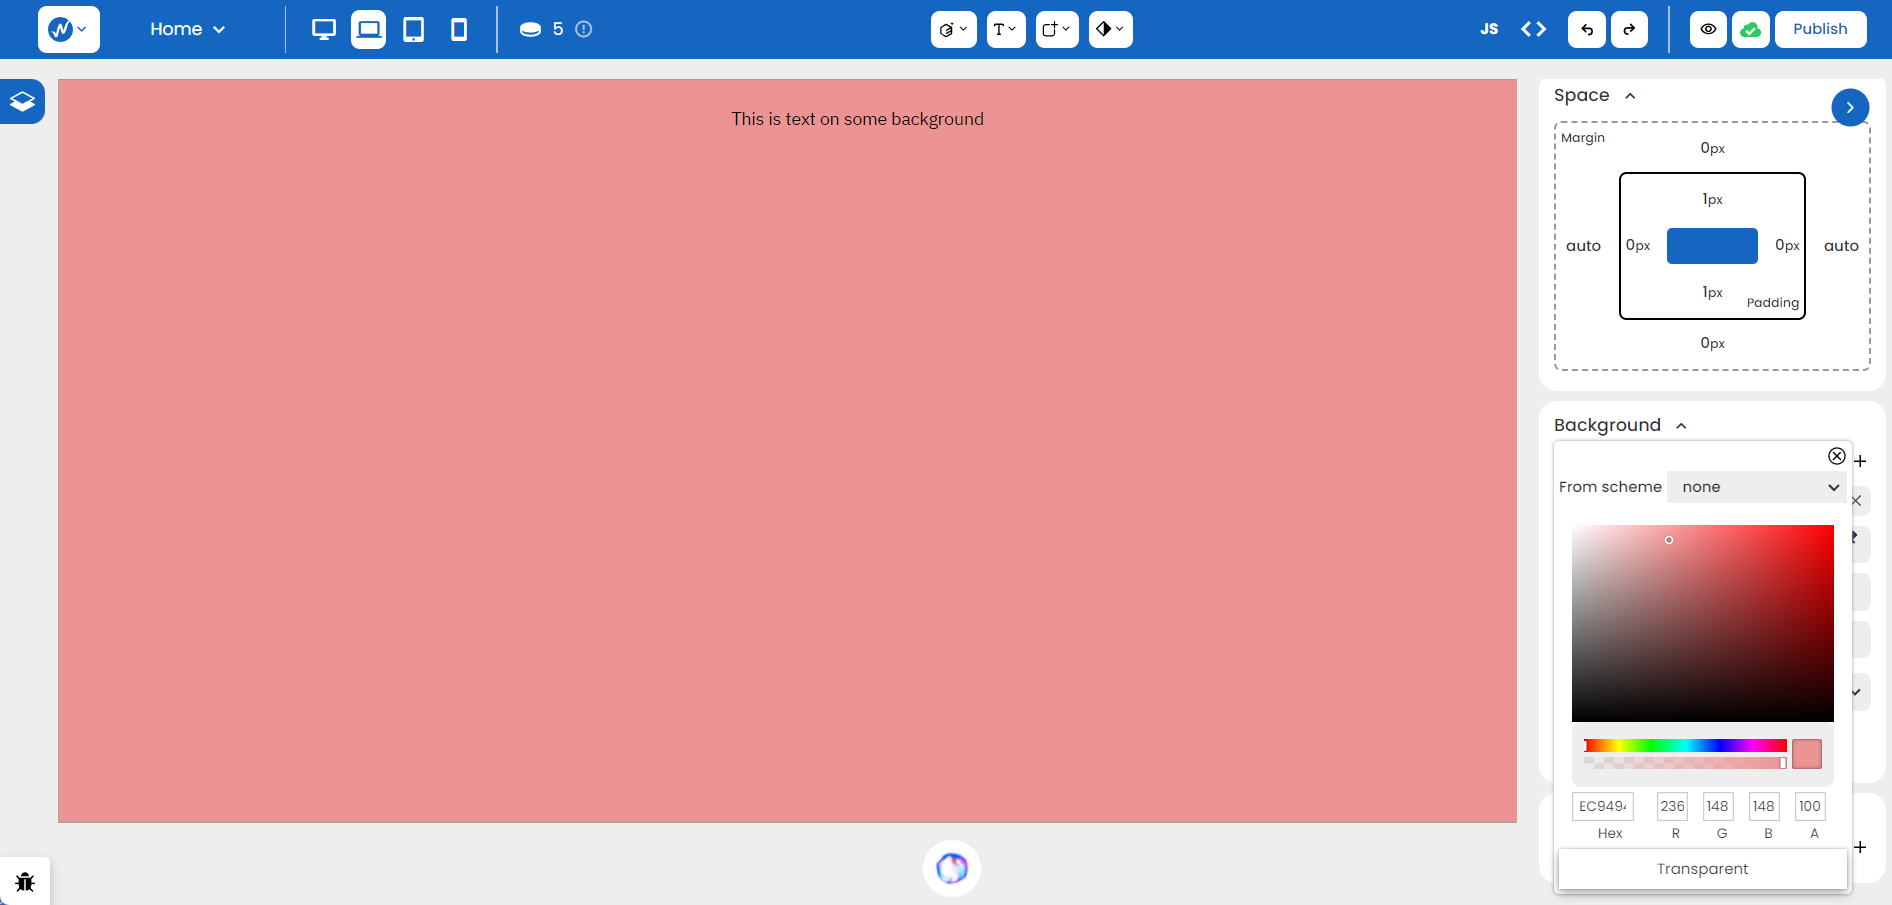 Home
5
JS
Publish
This is text on some background
Space
Margin
0px
1px
auto
0px
0px
auto
1px
Padding
0px
Background
From scheme
none
EC949
236
148
148
100
Hex
R
G
B
A
Transparent